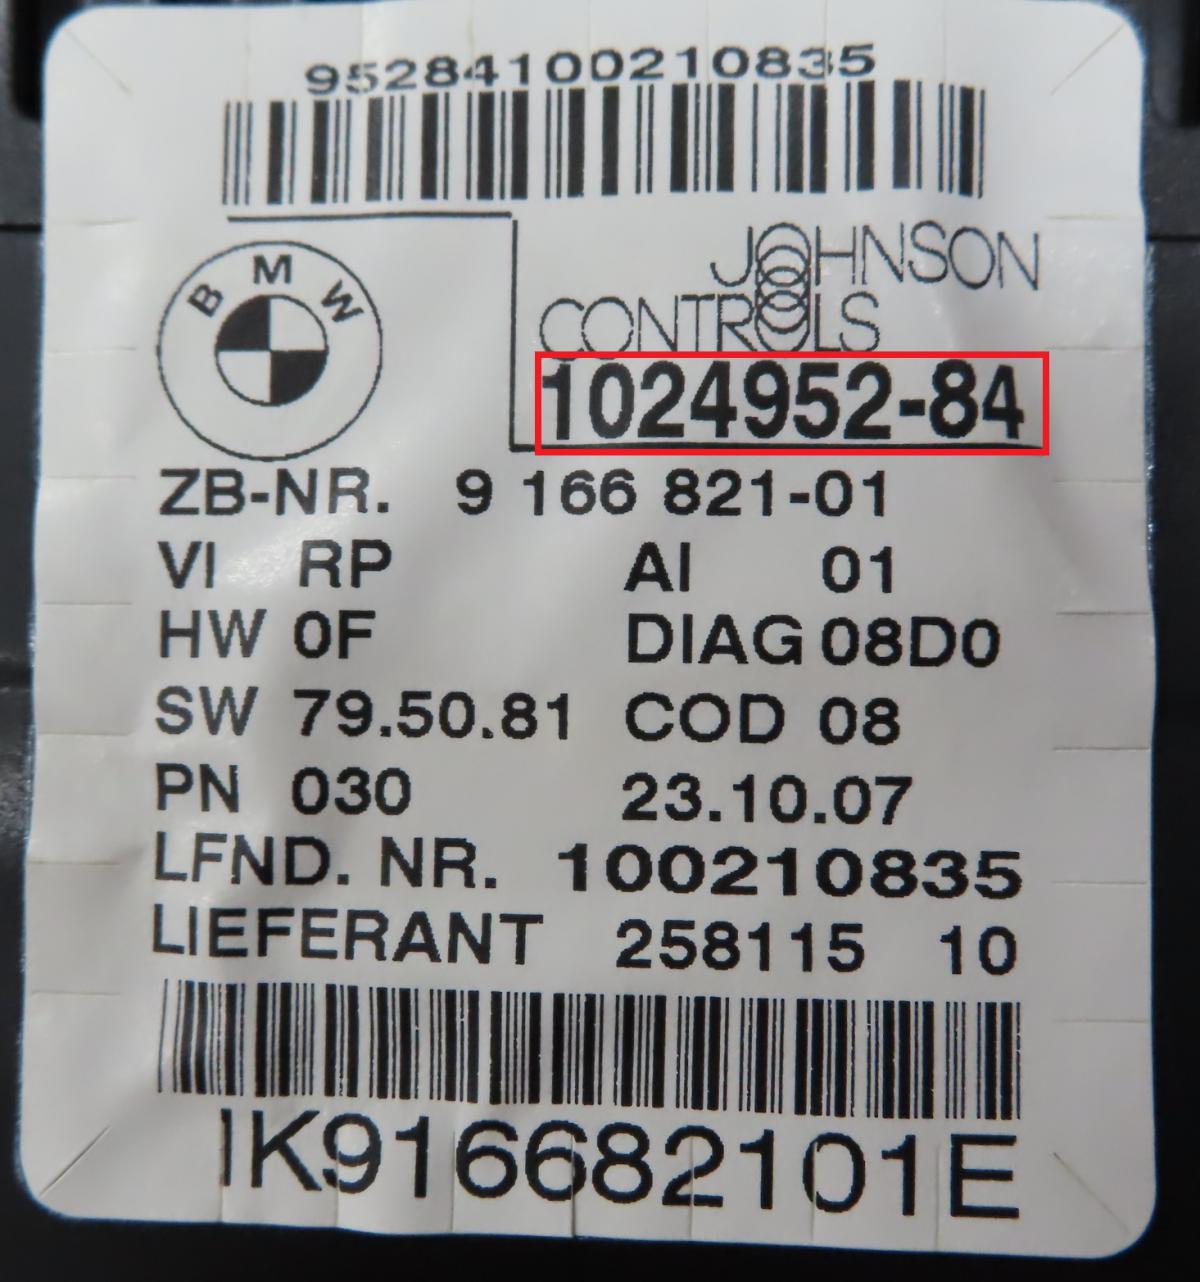 95284100210835
BMW
JOHNSON
CONTROLS
1024952-84
ZB-NR. 9 166 821-01
VI RP AI 01
HW 0F DIAG 08D0
SW 79.50.81 COD 08
PN 030 23.10.07
LFND. NR. 100210835
LIEFERANT 258115 10
IK916682101E